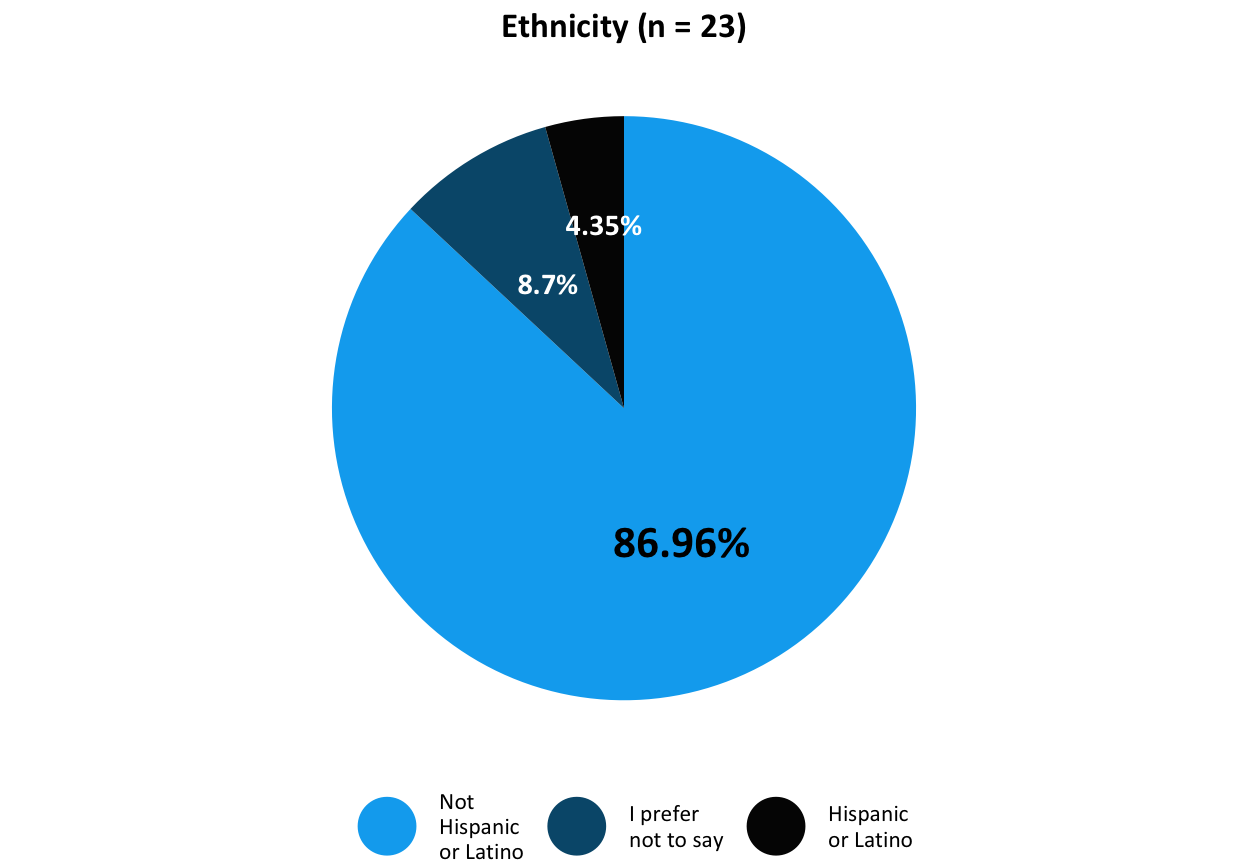 Ethnicity (n = 23)
4.35%
8.7%
86.96%
Not
Hispanic
or Latino
I prefer
not to say
Hispanic
or Latino